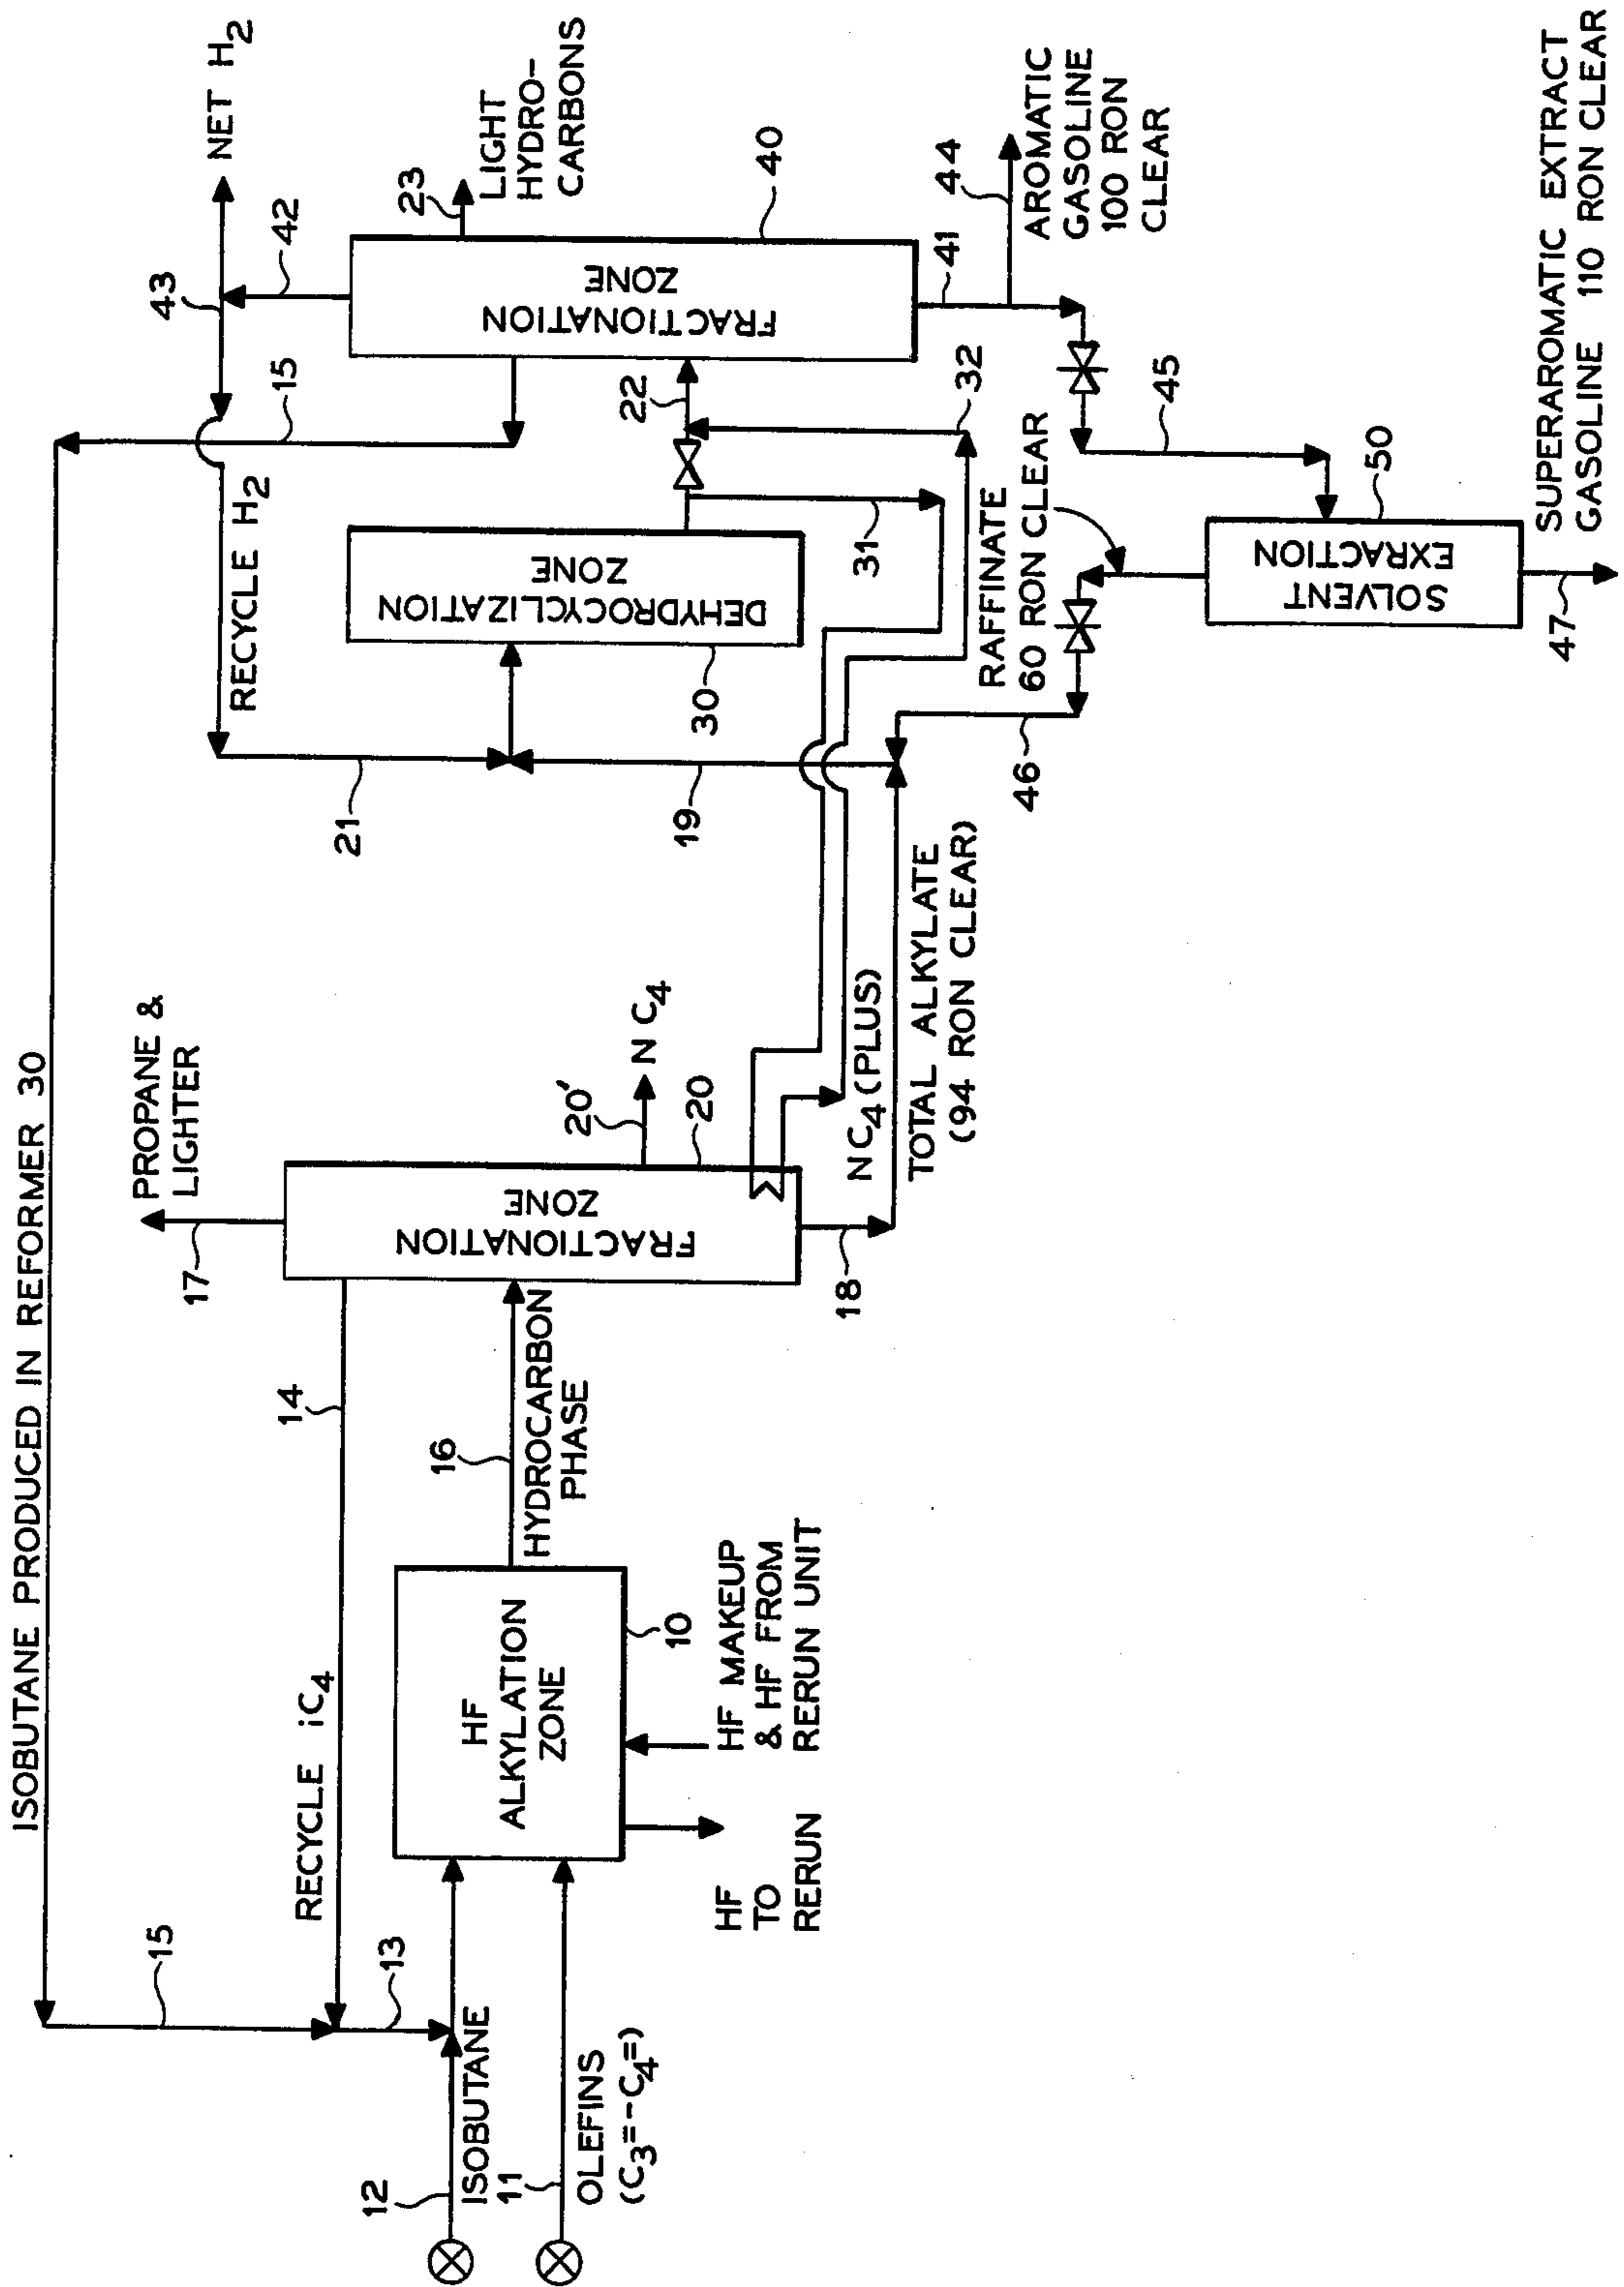 ISOBUTANE PRODUCED IN REFORMER 30
15
13
12
ISOBUTANE
11
OLEFINS
(C3=-C4=)
RECYCLE iC4
14
HF
ALKYLATION
ZONE
10
HF
TO
RERUN
HF MAKEUP
& HF FROM
RERUN UNIT
16
HYDROCARBON
PHASE
17
PROPANE &
LIGHTER
FRACTIONATION
ZONE
20'
N C4
20
18
NC4 (PLUS)
TOTAL ALKYLATE
(94 RON CLEAR)
21
19
RECYCLE H2
30
DEHYDROCYCLIZATION
ZONE
31
32
22
15
43
42
NET H2
23
LIGHT
HYDRO-
CARBONS
FRACTIONATION
ZONE
40
41
44
AROMATIC
GASOLINE
100 RON
CLEAR
45
46
RAFFINATE
60 RON CLEAR
SOLVENT
EXRACTION
50
47
SUPERAROMATIC EXTRACT
GASOLINE 110 RON CLEAR